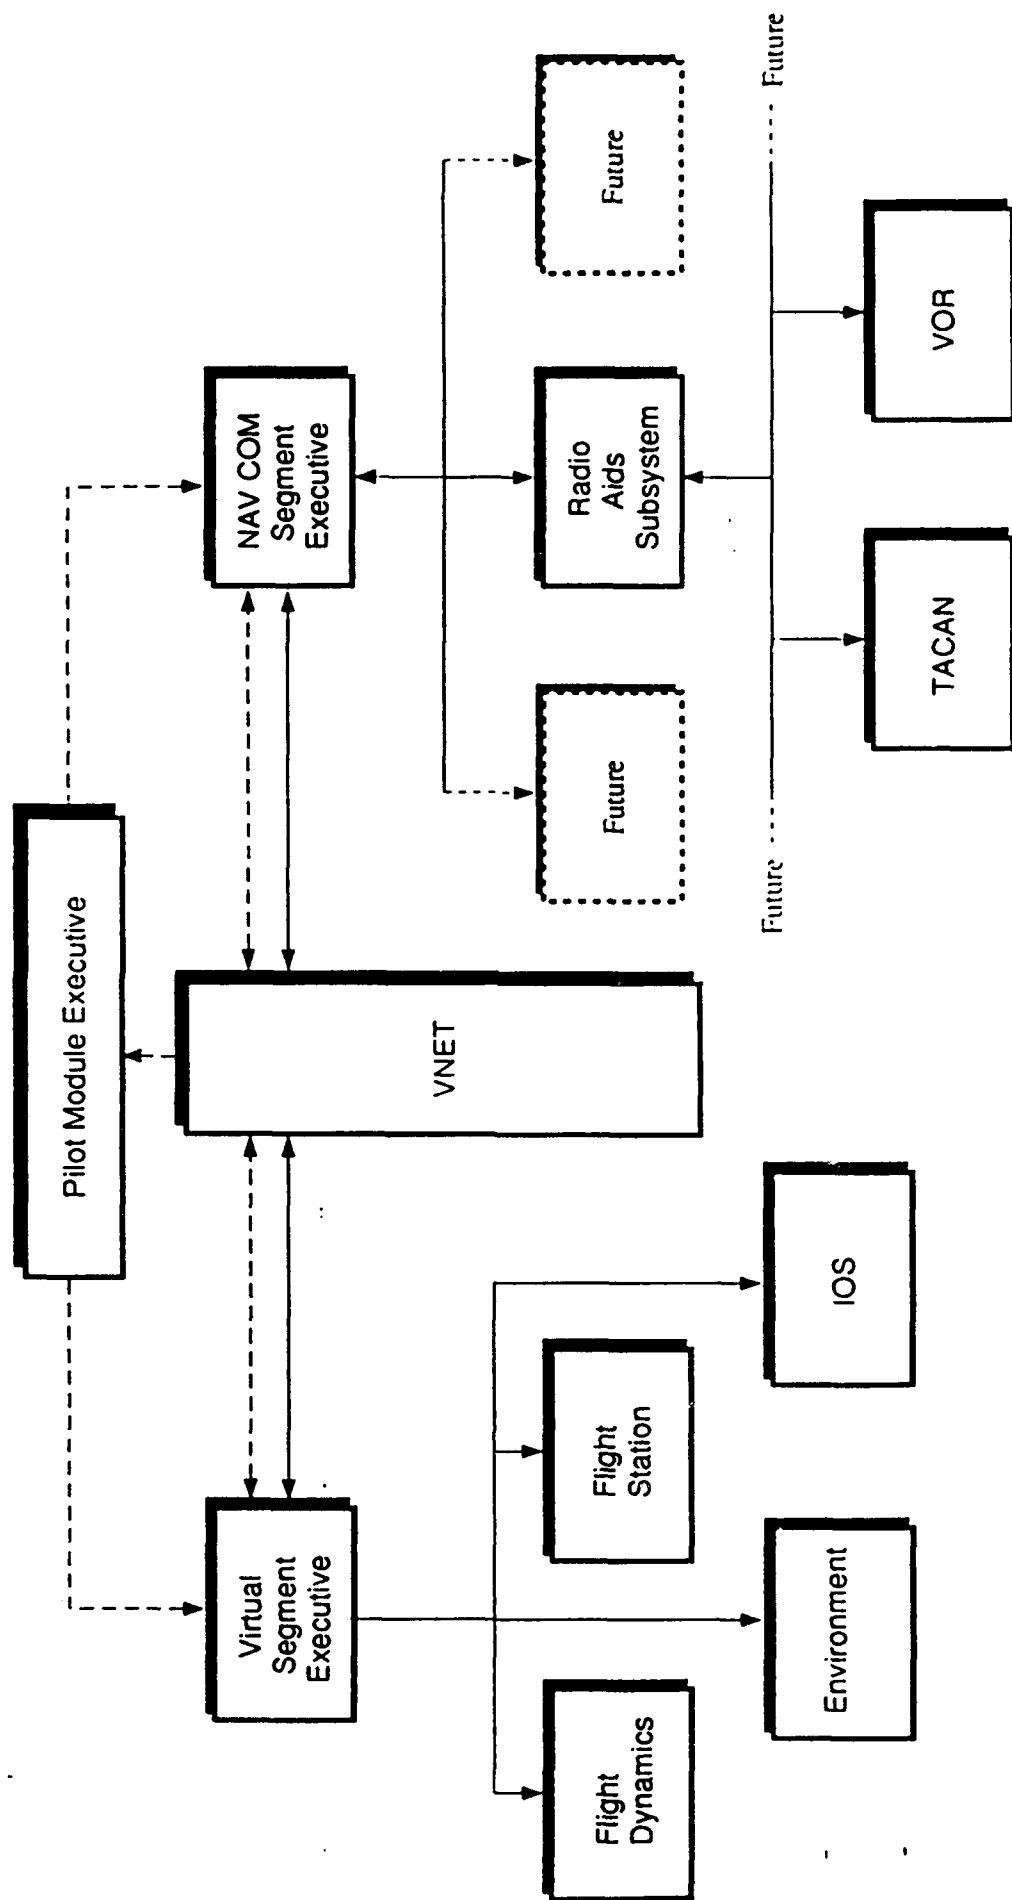 Pilot Module Executive
Virtual
Segment
Executive
VNET
NAV COM
Segment
Executive
Flight
Dynamics
Flight
Station
Future
Radio
Aids
Subsystem
Future
Environment
IOS
Future
Future
TACAN
VOR